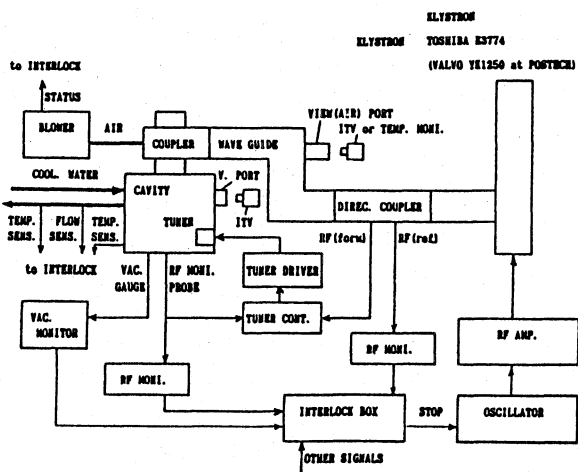 KLYSTRON
KLYSTRON TOSHIBA E3774
(VALVO YK1250 at POSTECH)
to INTERLOCK
STATUS
BLOWER
AIR
COUPLER
WAVE GUIDE
VIEW(AIR) PORT
ITV or TEMP. MONI.
COOL. WATER
CAVITY
V. PORT
ITV
DIREC. COUPLER
TEMP. SENS.
FLOW SENS.
TEMP. SENS.
TUNER
to INTERLOCK
VAC. GAUGE
RF MONI. PROBE
TUNER DRIVER
RF(form)
RF(ref)
VAC. MONITOR
TUNER CONT.
RF AMP.
RF MONI.
RF MONI.
INTERLOCK BOX
STOP
OSCILLATOR
OTHER SIGNALS